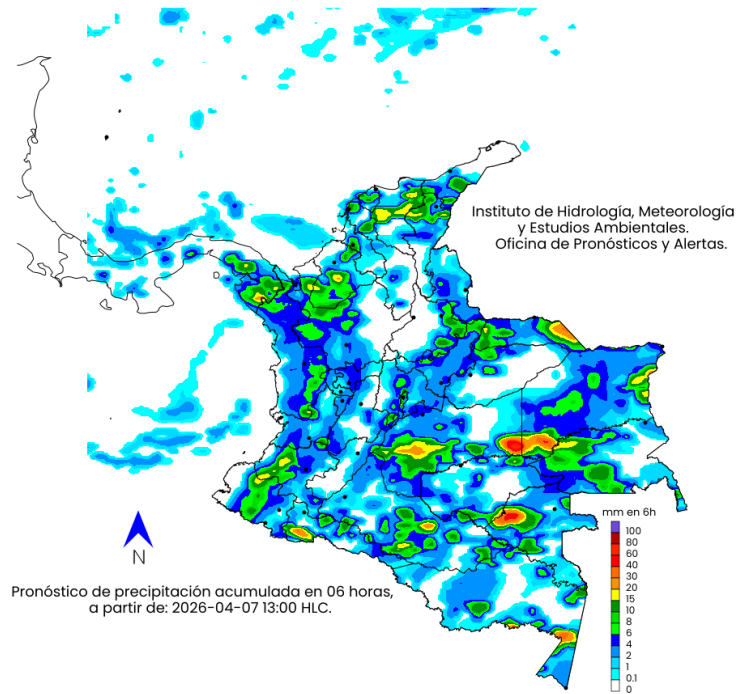 Instituto de Hidrología, Meteorología
y Estudios Ambientales.
Oficina de Pronósticos y Alertas.
mm en 6h
100
80
60
40
30
20
15
10
8
6
4
2
1
0.1
0
N
Pronóstico de precipitación acumulada en 06 horas,
a partir de: 2026-04-07 13:00 HLC.